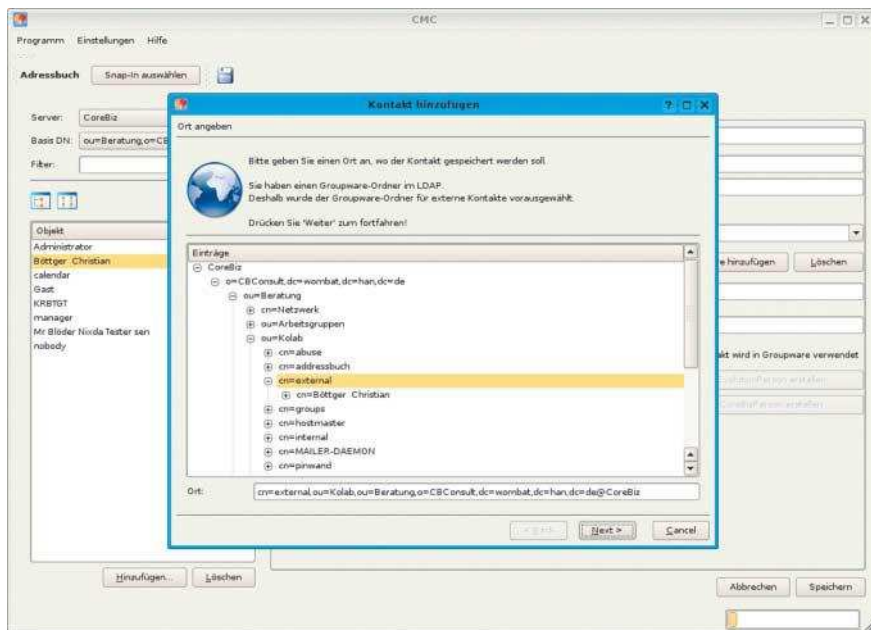 CMC
Programm Einstellungen Hilfe
Adressbuch Snap-In auswählen
Server: CoreBiz
Basis DN: ou=Beratung,o=CB
Filter:
Objekt
Administrator
Böttger Christian
calendar
Gast
KRBTGT
manager
Mr Blöder Nixda Tester sen
nobody
Hinzufügen... Löschen
Kontakt hinzufügen
Ort angeben
Bitte geben Sie einen Ort an, wo der Kontakt gespeichert werden soll.
Sie haben einen Groupware-Ordner im LDAP.
Deshalb wurde der Groupware-Ordner für externe Kontakte vorausgewählt.
Drücken Sie 'Weiter' zum fortfahren!
Einträge
CoreBiz
o=CBConsult,dc=wombat,dc=han,dc=de
ou=Beratung
cn=Netzwerk
ou=Arbeitsgruppen
ou=Kolab
cn=abuse
cn=addressbuch
cn=external
cn=Böttger Christian
cn=groups
cn=hostmaster
cn=internal
cn=MAILER-DAEMON
cn=pinwand
Ort: cn=external,ou=Kolab,ou=Beratung,o=CBConsult,dc=wombat,dc=han,dc=de@CoreBiz
< Back Next > Cancel
e hinzufügen Löschen
akt wird in Groupware verwendet
erstellen
erstellen
Abbrechen Speichern